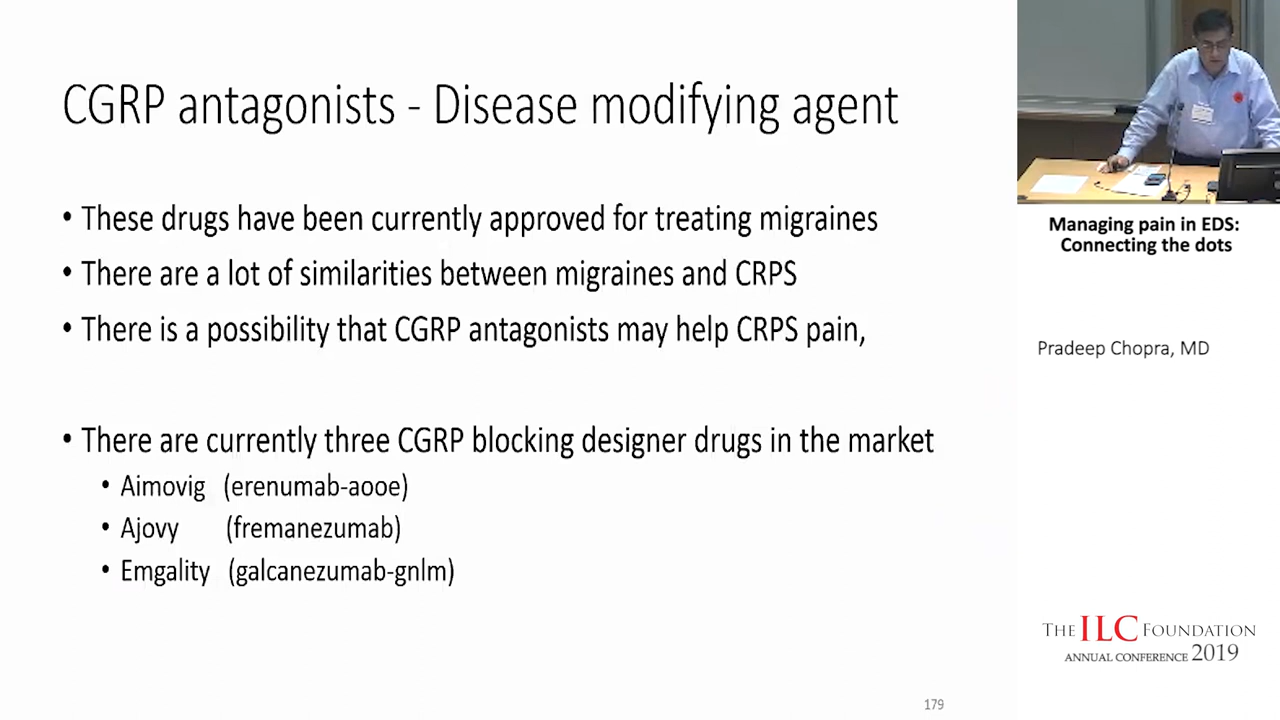 CGRP antagonists - Disease modifying agent
• These drugs have been currently approved for treating migraines
• There are a lot of similarities between migraines and CRPS
• There is a possibility that CGRP antagonists may help CRPS pain,
• There are currently three CGRP blocking designer drugs in the market
• Aimovig (erenumab-aooe)
• Ajovy (fremanezumab)
• Emgality (galcanezumab-gnlm)
179
Managing pain in EDS:
Connecting the dots
Pradeep Chopra, MD
THE ILC FOUNDATION
ANNUAL CONFERENCE 2019